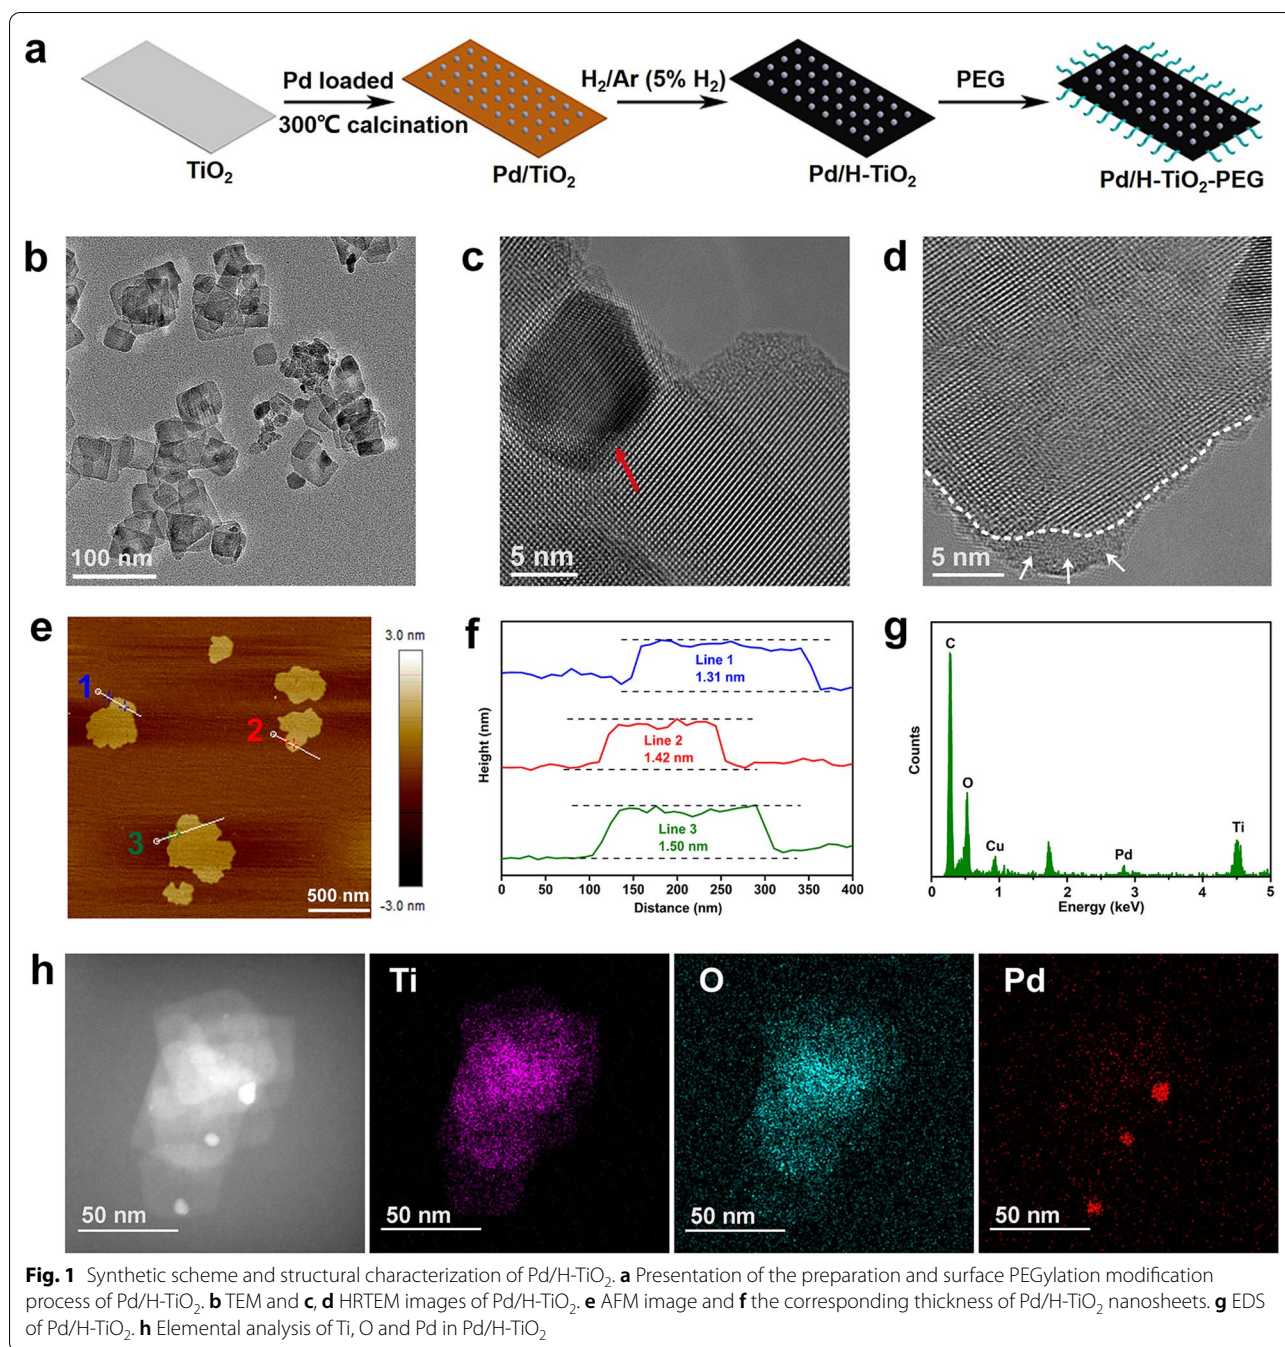 a
Pd loaded
300℃ calcination
H₂/Ar (5% H₂)
PEG
TiO₂
Pd/TiO₂
Pd/H-TiO₂
Pd/H-TiO₂-PEG
b
100 nm
c
5 nm
d
5 nm
e
1
2
3
500 nm
3.0 nm
-3.0 nm
f
Height (nm)
Line 1
1.31 nm
Line 2
1.42 nm
Line 3
1.50 nm
0 50 100 150 200 250 300 350 400
Distance (nm)
g
Counts
C
O
Cu
Pd
Ti
0 1 2 3 4 5
Energy (keV)
h
50 nm
Ti
50 nm
O
50 nm
Pd
50 nm
Fig. 1 Synthetic scheme and structural characterization of Pd/H-TiO₂. a Presentation of the preparation and surface PEGylation modification
process of Pd/H-TiO₂. b TEM and c, d HRTEM images of Pd/H-TiO₂. e AFM image and f the corresponding thickness of Pd/H-TiO₂ nanosheets. g EDS
of Pd/H-TiO₂. h Elemental analysis of Ti, O and Pd in Pd/H-TiO₂